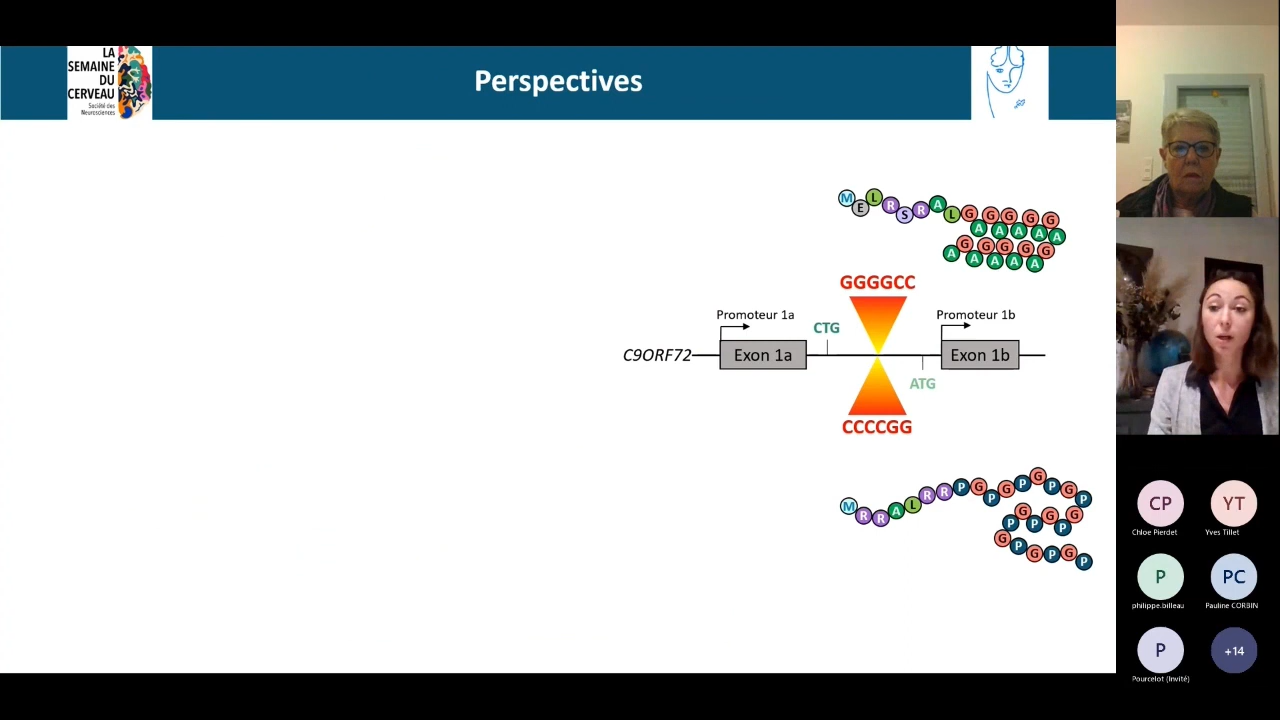 LA
SEMAINE
DU
CERVEAU
Société des
Neurosciences
Perspectives
M E L R S R A L G G G G G
A A A A A
G G G G G
A A A A A
GGGGCC
Promoteur 1a
CTG
Promoteur 1b
C9ORF72
Exon 1a
Exon 1b
ATG
CCCCGG
M R R A L R R P G P G P G P G P
G P G P G P
G P G P G P
CP
YT
Chloe Pierdet
Yves Tillet
P
PC
philippe.billeau
Pauline CORBIN
P
+14
Pourcelot (Invité)